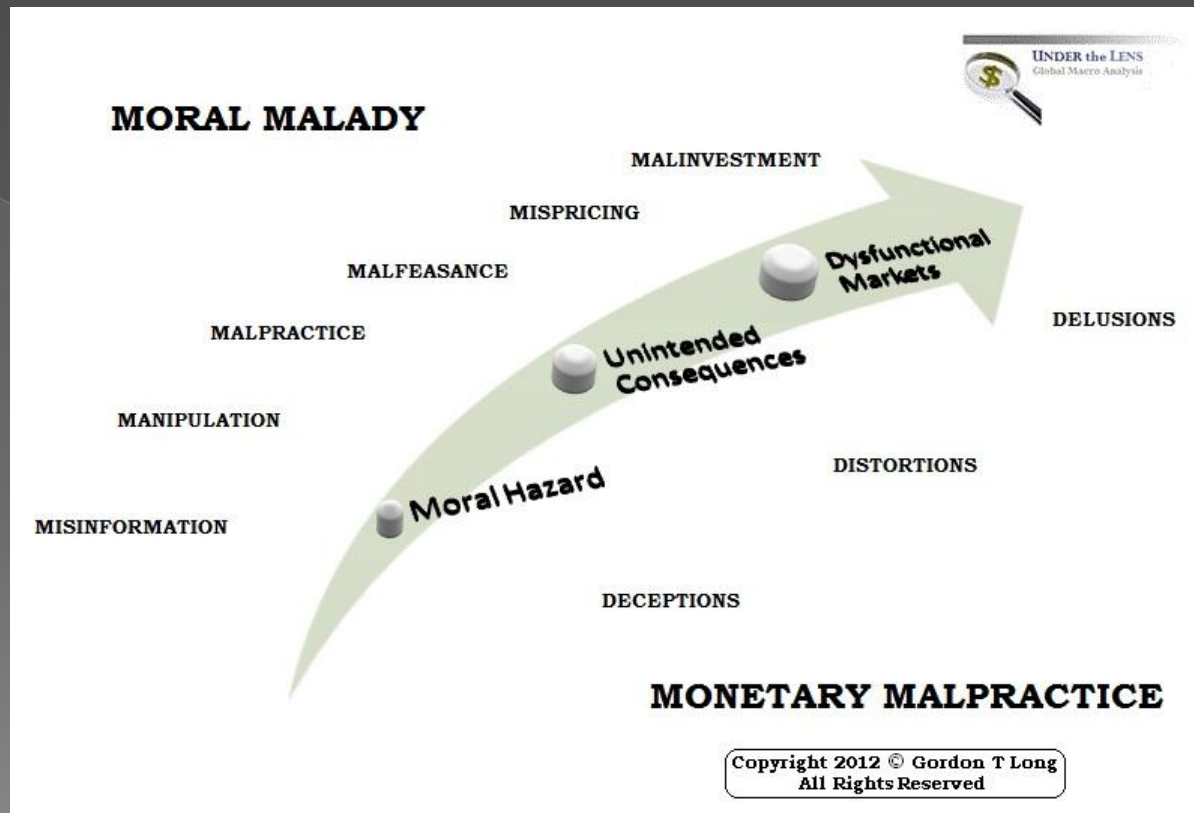 UNDER the LENS
Global Macro Analysis
MORAL MALADY
MALINVESTMENT
MISPRICING
MALFEASANCE
MALPRACTICE
MANIPULATION
MISINFORMATION
Dysfunctional
Markets
Unintended
Consequences
Moral Hazard
DELUSIONS
DISTORTIONS
DECEPTIONS
MONETARY MALPRACTICE
Copyright 2012 © Gordon T Long
All Rights Reserved